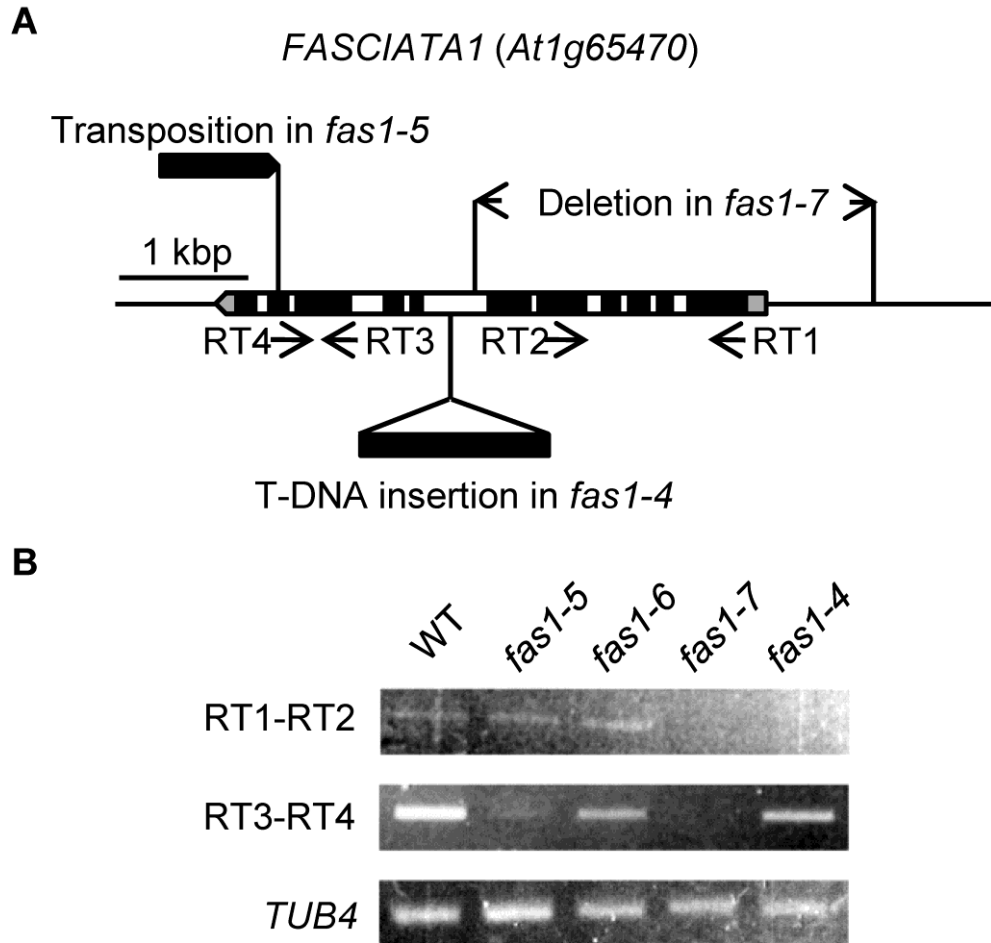 A
FASCIATA1 (At1g65470)
Transposition in fas1-5
Deletion in fas1-7
1 kbp
RT4 RT3 RT2 RT1
T-DNA insertion in fas1-4
B
WT fas1-5 fas1-6 fas1-7 fas1-4
RT1-RT2
RT3-RT4
TUB4